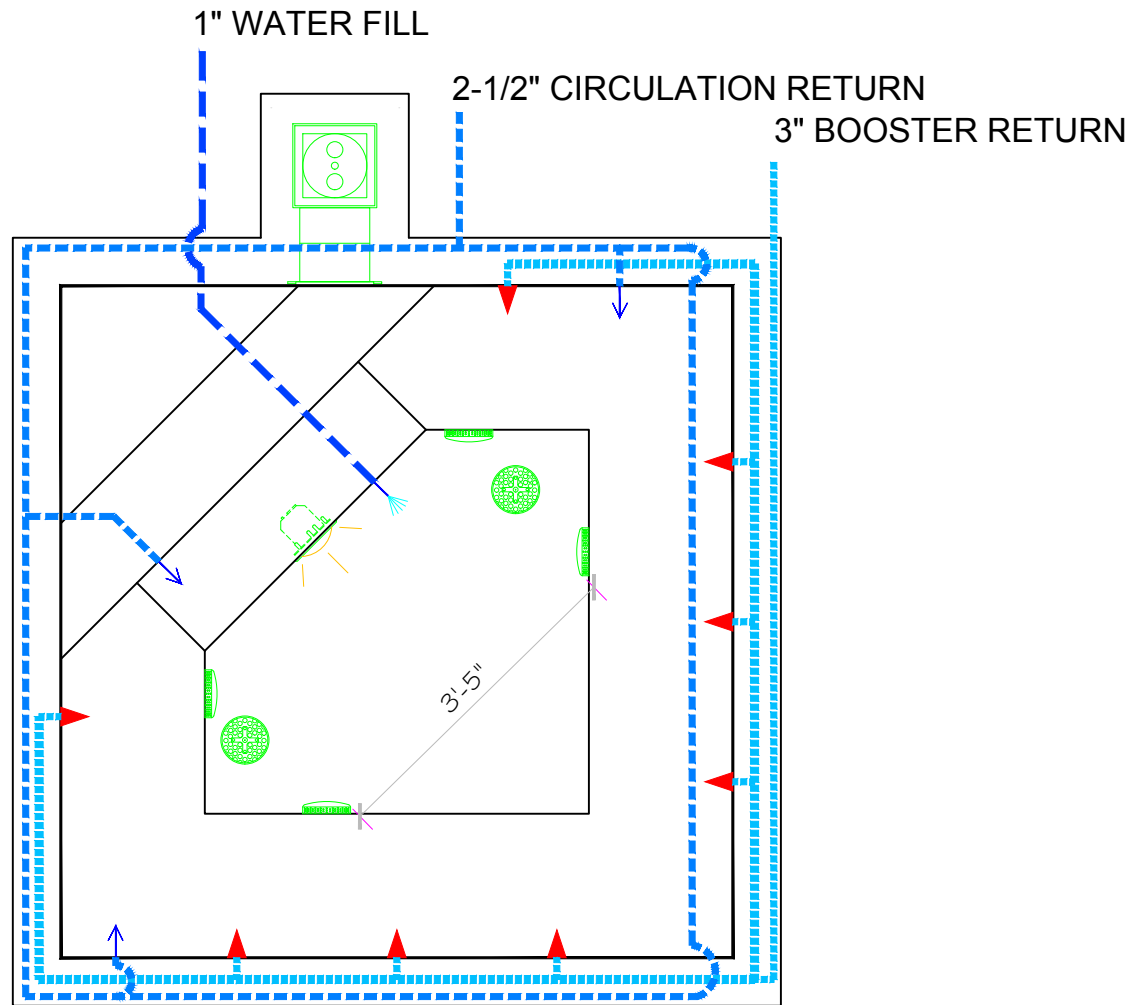 1" WATER FILL
2-1/2" CIRCULATION RETURN
3" BOOSTER RETURN
3'-5"